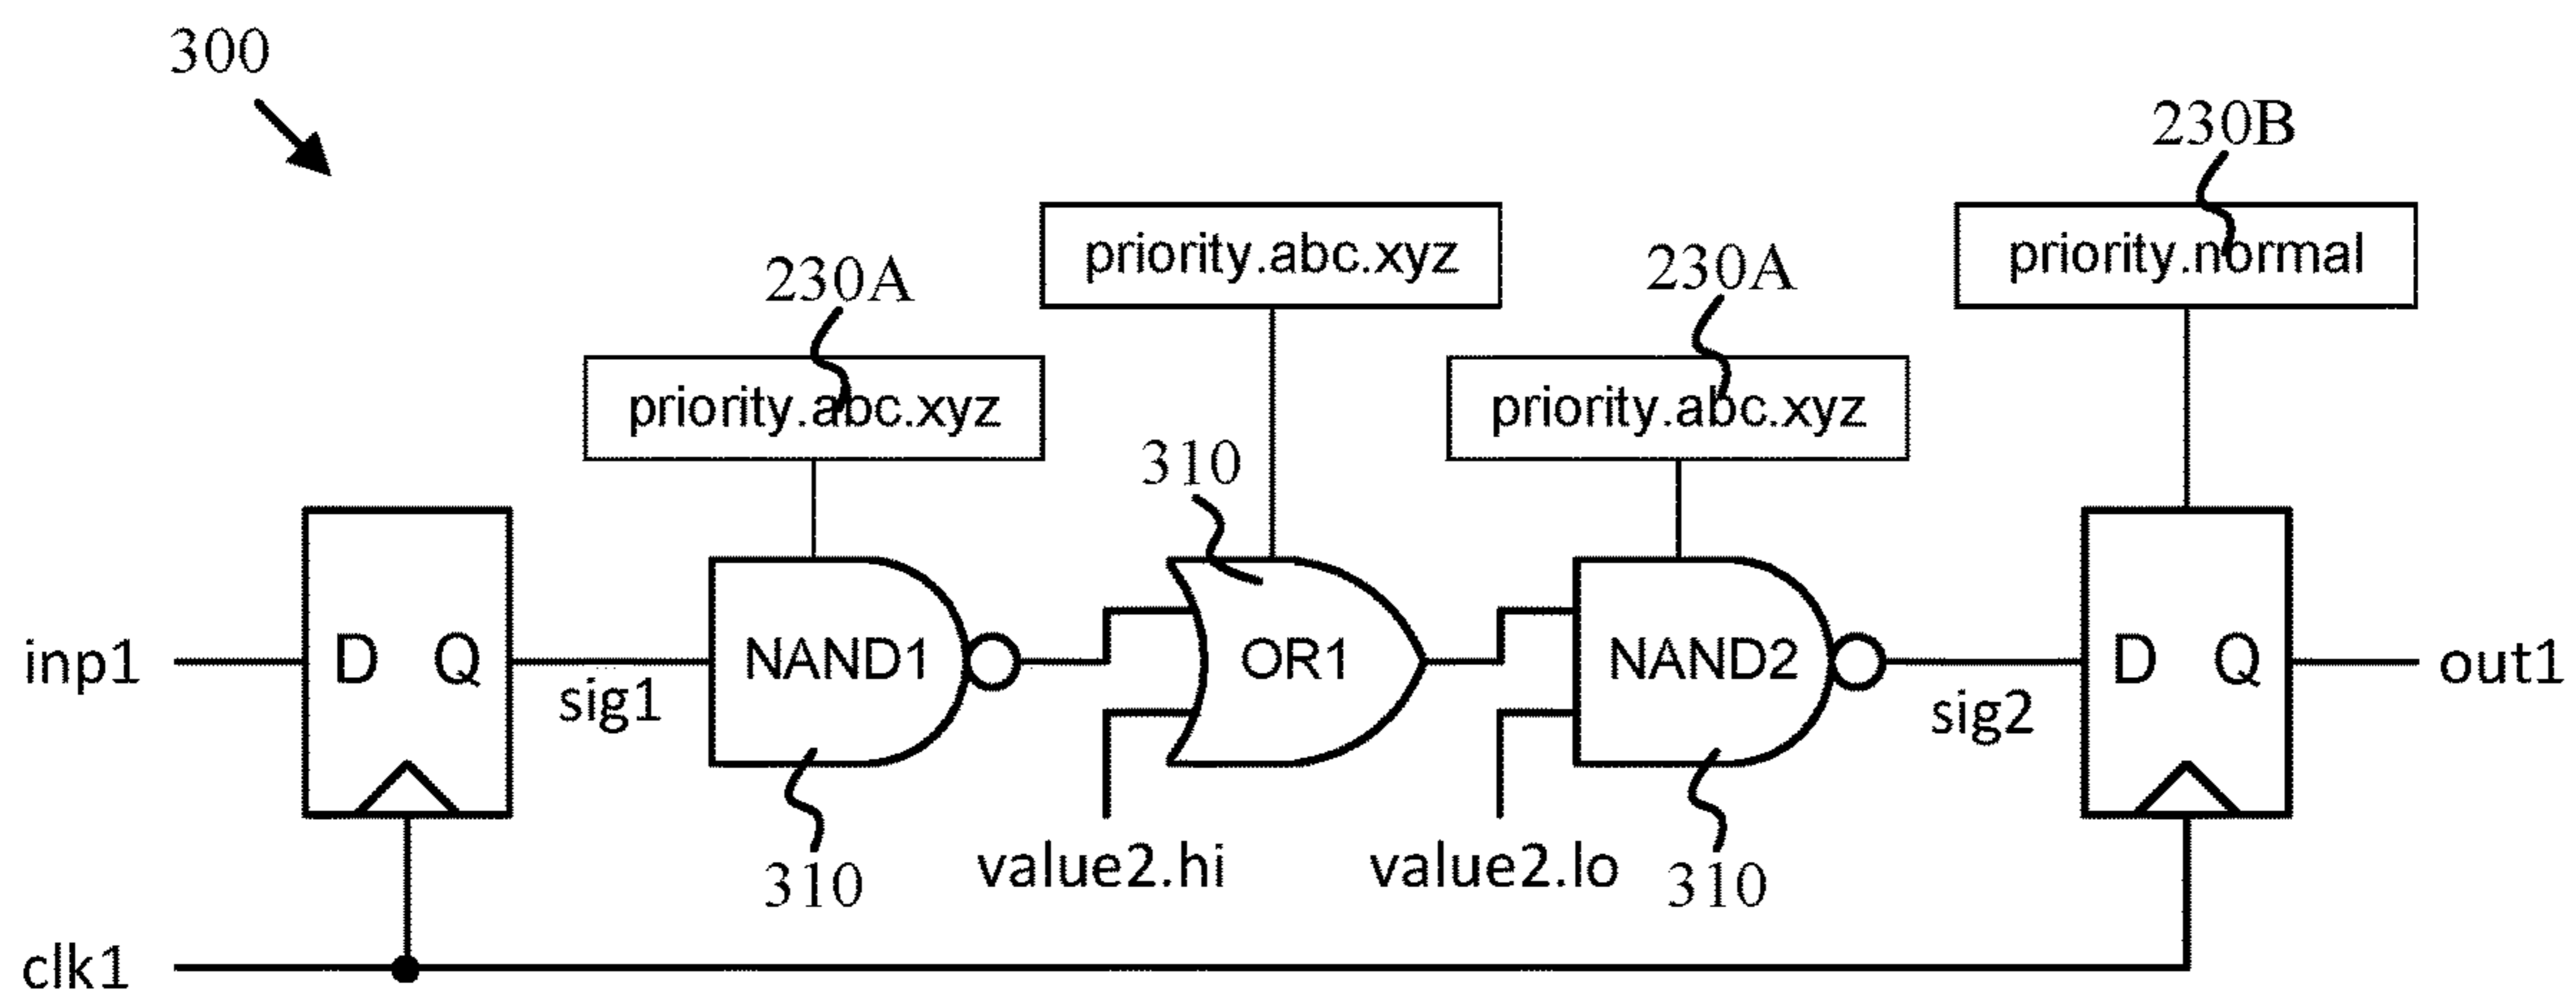 300
230B
priority.abc.xyz
priority.normal
230A
230A
priority.abc.xyz
priority.abc.xyz
310
inp1
D Q
sig1
NAND1
OR1
NAND2
sig2
D Q
out1
310
value2.hi
value2.lo
310
clk1